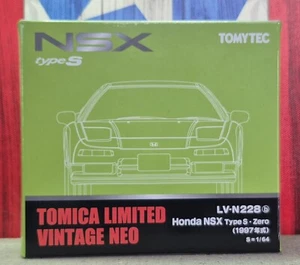 NSX
type S
TOMYTEC
TOMICA LIMITED
VINTAGE NEO
LV-N228ⓑ
Honda NSX Type S-Zero
(1997年式)
S=1/64